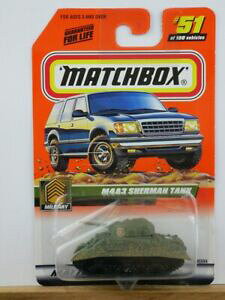 FOR AGES 3 AND OVER
GUARANTEED
FOR LIFE
#51
of 100 vehicles
MATCHBOX
®
M4A3 SHERMAN TANK
MILITARY